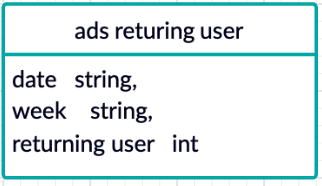 ads returing user
date string,
week string,
returning user int